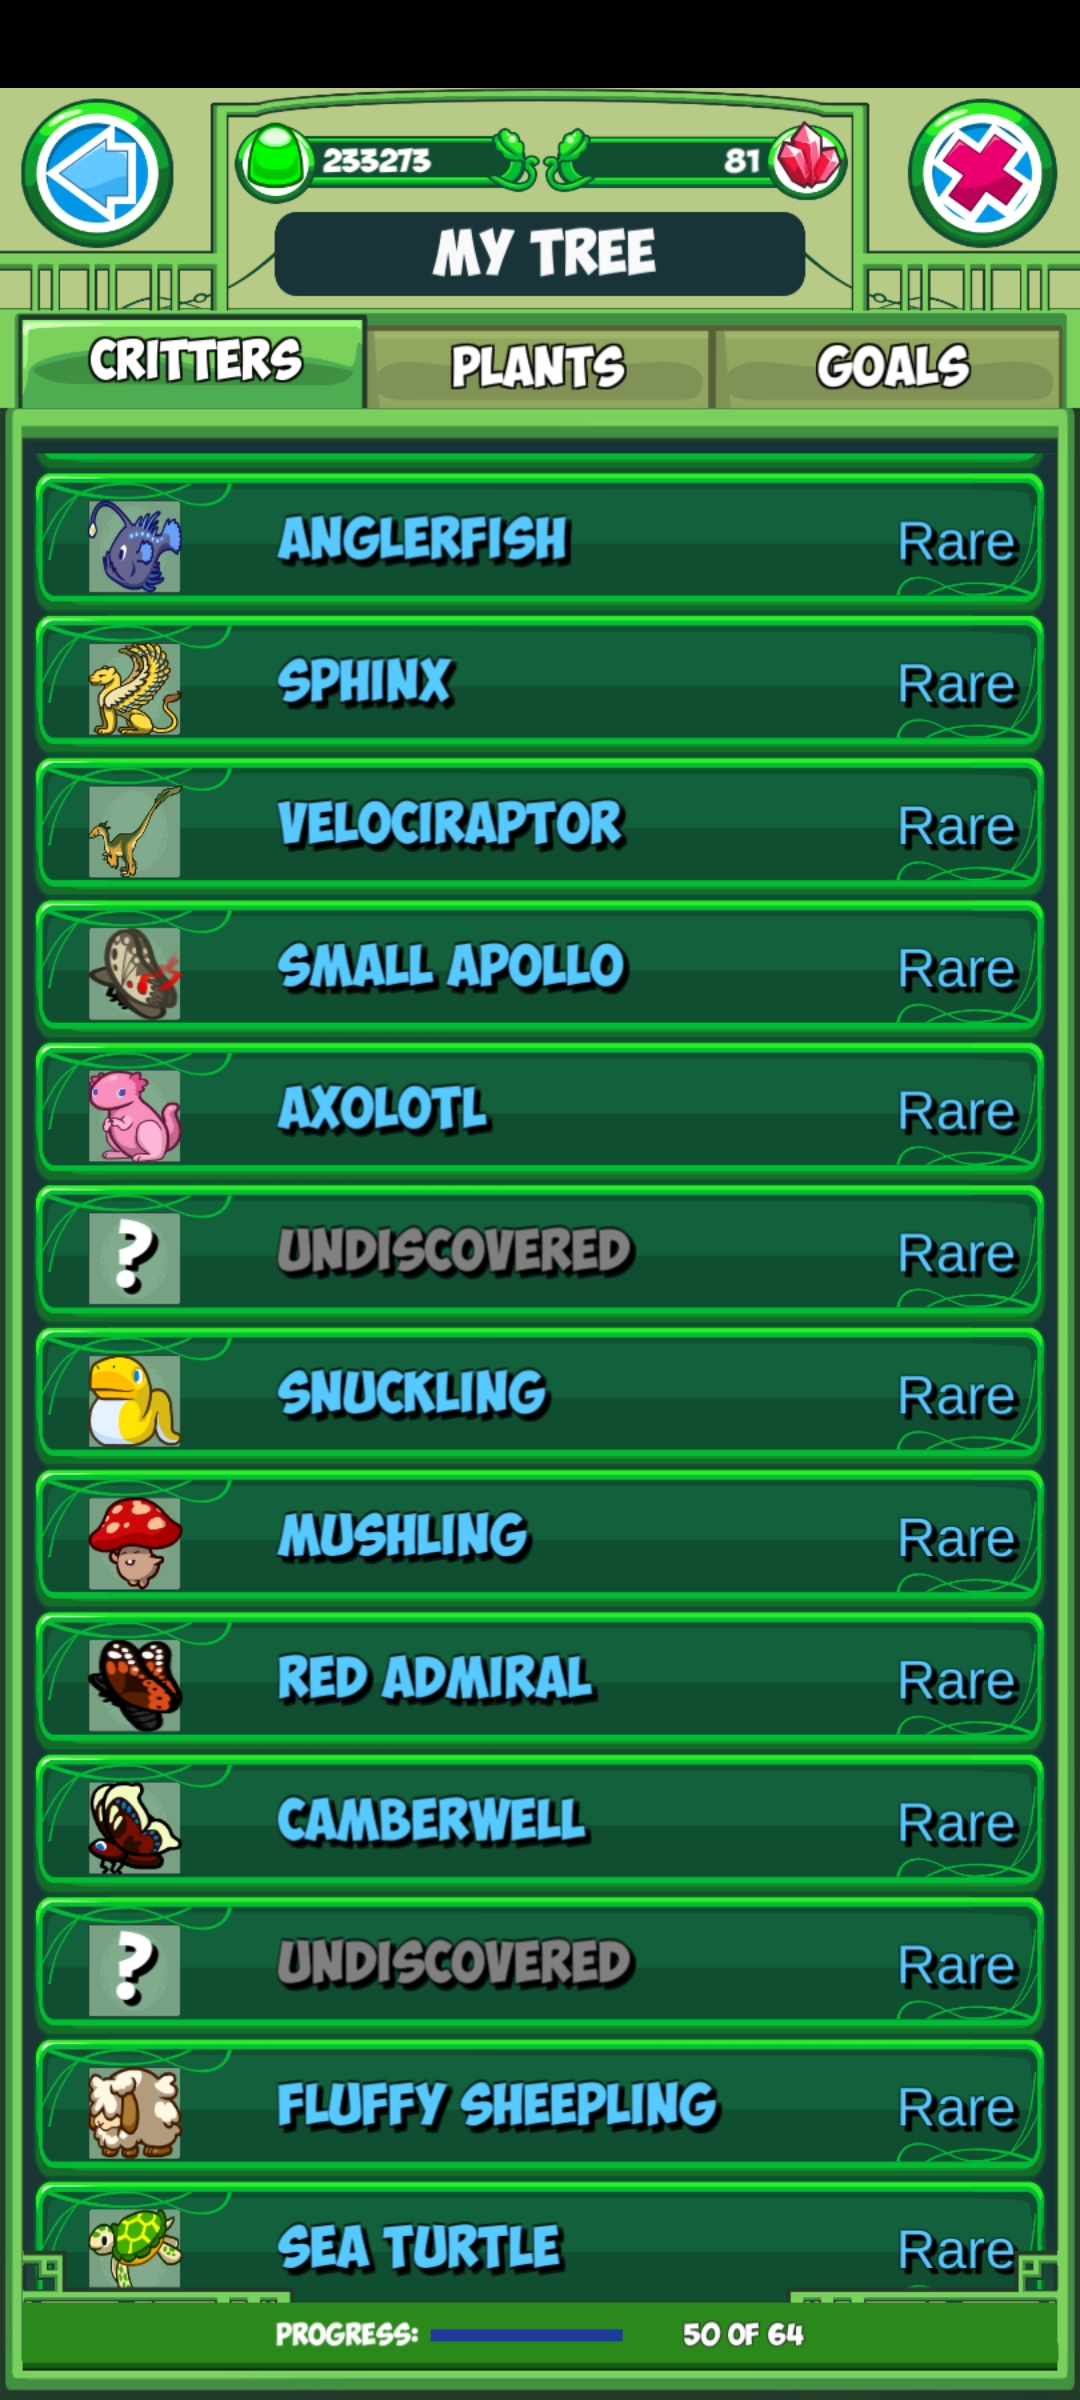 233273 81
MY TREE
CRITTERS PLANTS GOALS
ANGLERFISH Rare
SPHINX Rare
VELOCIRAPTOR Rare
SMALL APOLLO Rare
AXOLOTL Rare
? UNDISCOVERED Rare
SNUCKLING Rare
MUSHLING Rare
RED ADMIRAL Rare
CAMBERWELL Rare
? UNDISCOVERED Rare
FLUFFY SHEEPLING Rare
SEA TURTLE Rare
PROGRESS: 50 OF 64